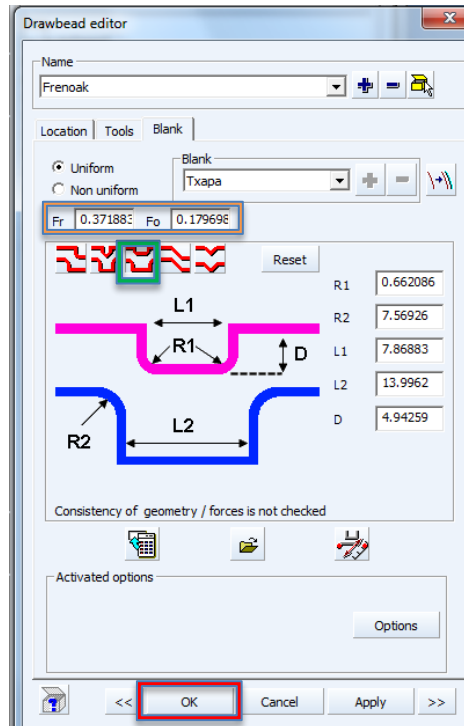 Drawbead editor
Name
Frenoak
Location Tools Blank
Uniform
Non uniform
Blank
Txapa
Fr 0.371883 Fo 0.179698
Reset
R1 0.662086
R2 7.56926
L1 7.86883
L2 13.9962
D 4.94259
L1
R1
D
R2
L2
Consistency of geometry / forces is not checked
Activated options
Options
<< OK Cancel Apply >>